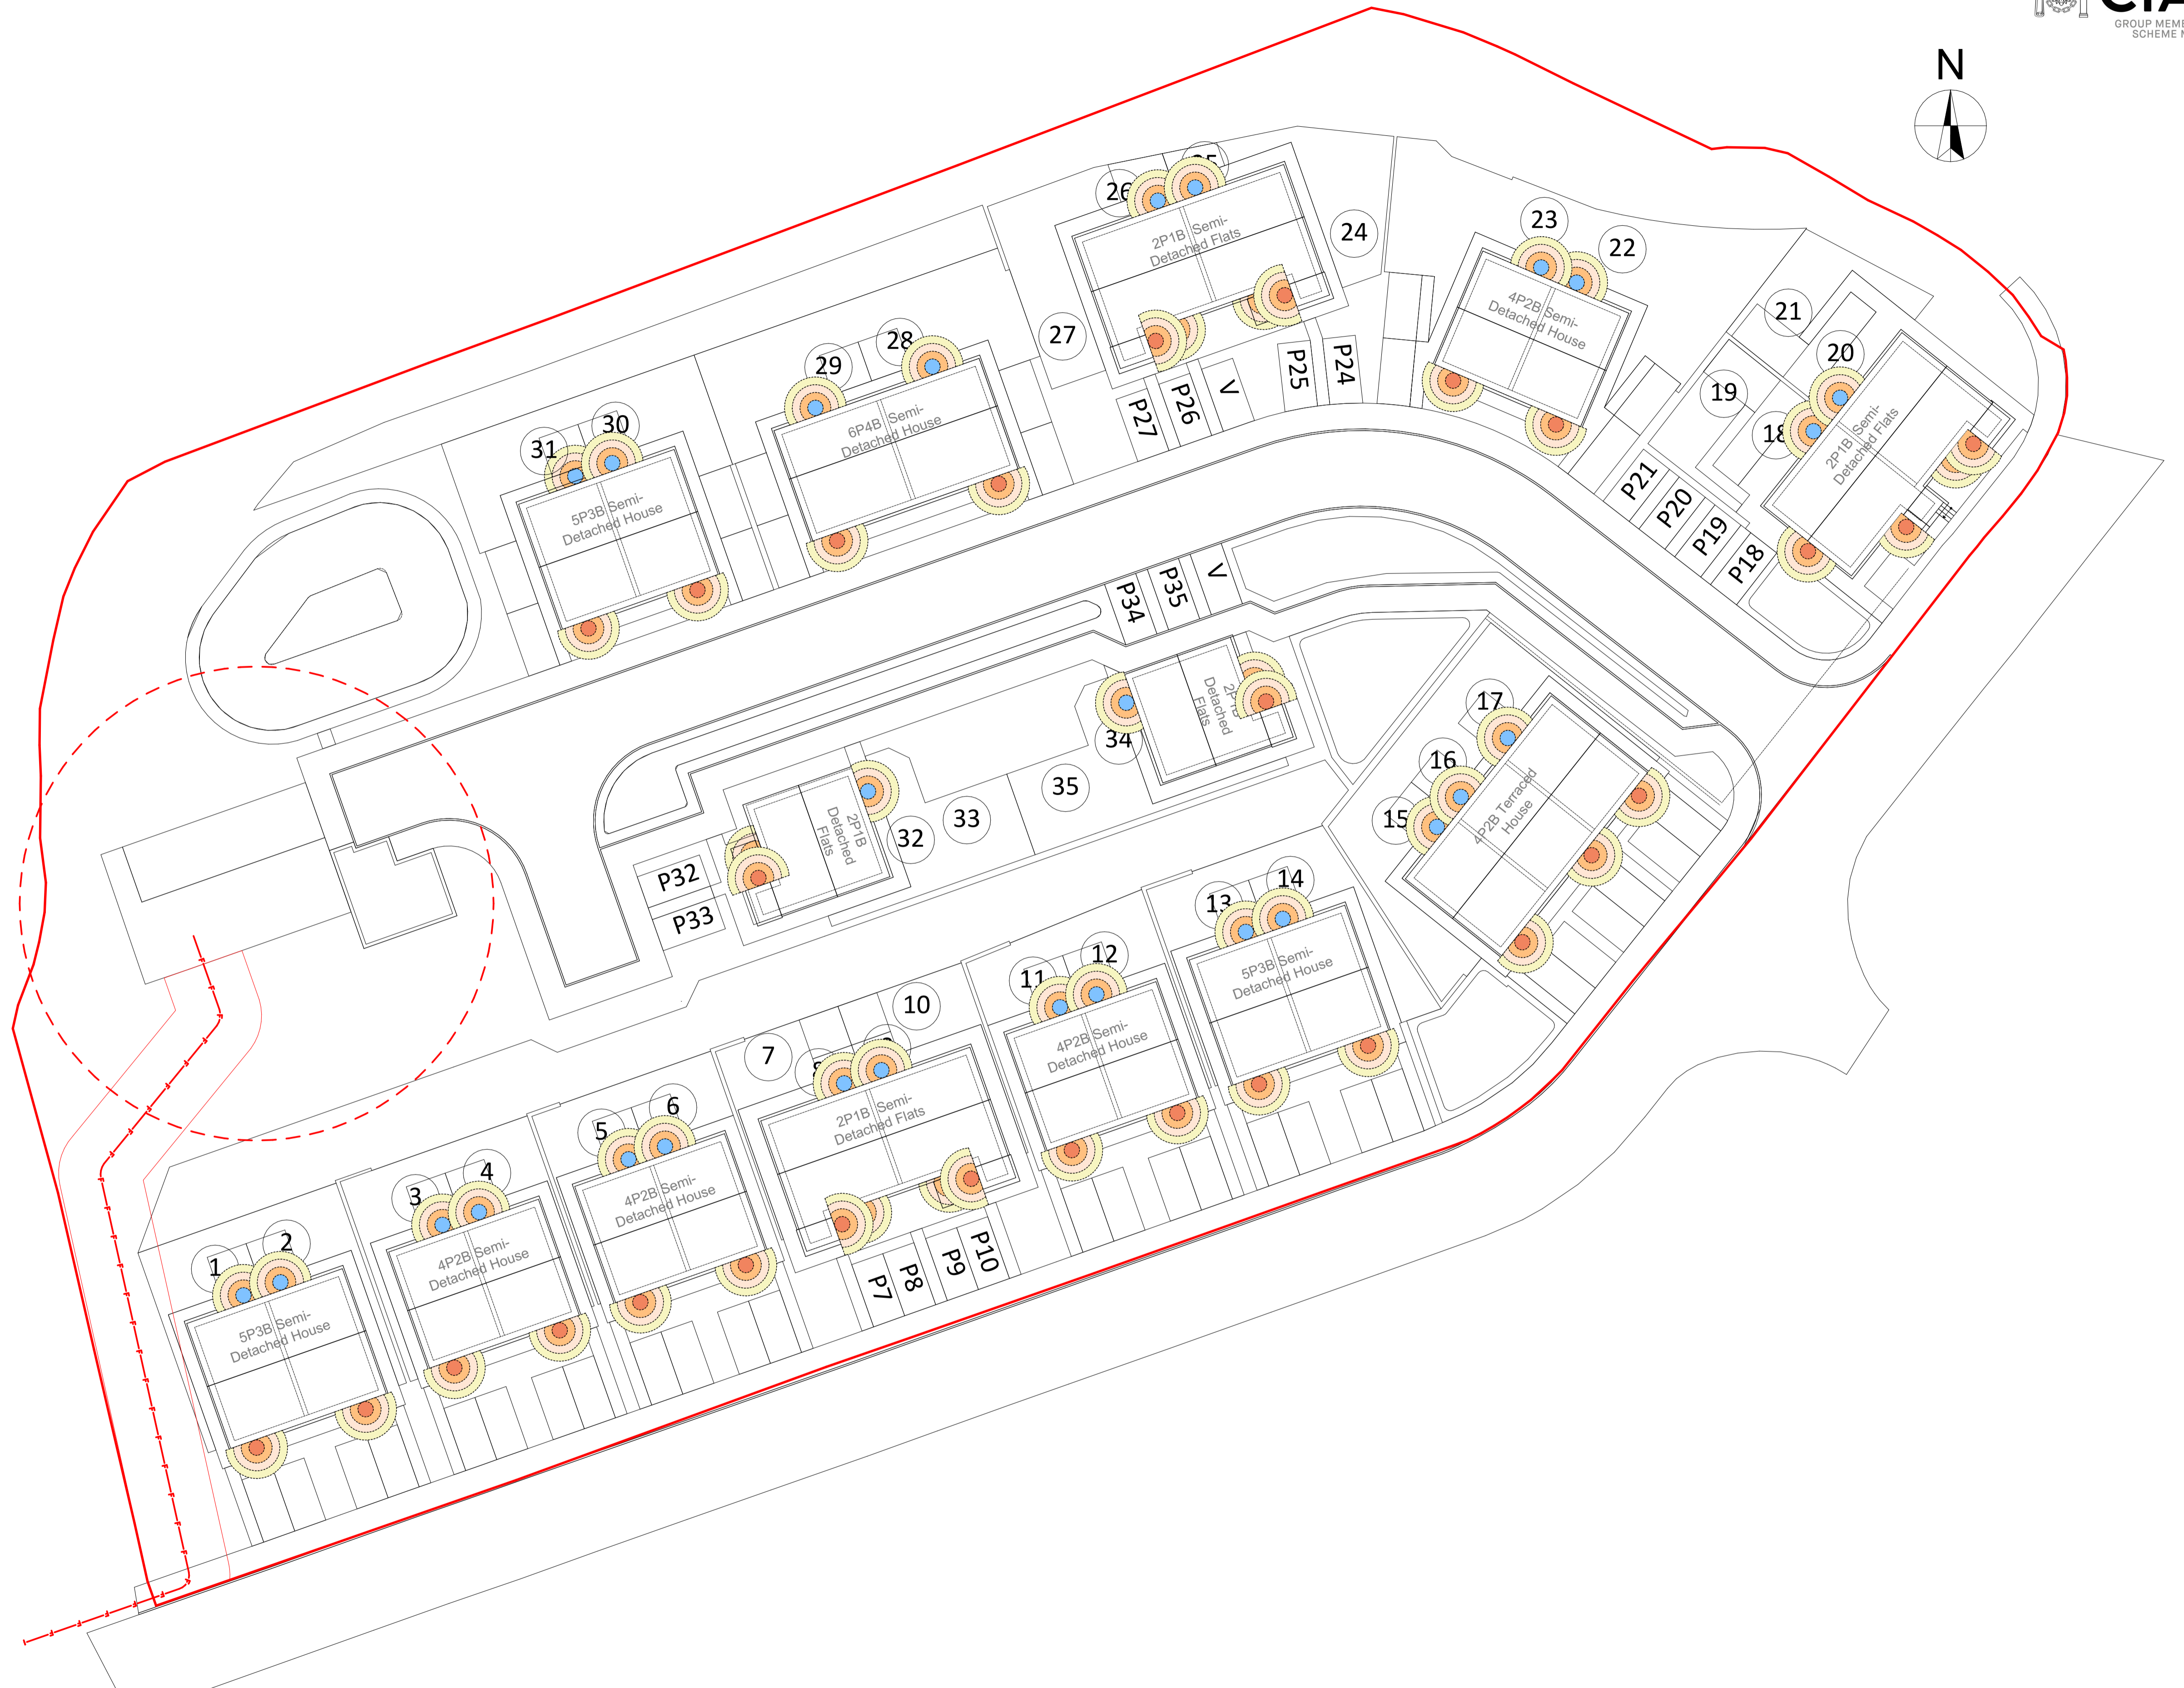 GROUP MEMB
SCHEME
N
25
26
2P1B Semi-
Detached Flats
24
23
22
4P2B Semi-
Detached House
27
P27
P26
V
P25
P24
21
20
19
18
2P1B Semi-
Detached Flats
P21
P20
P19
P18
28
29
6P4B Semi-
Detached House
30
31
5P3B Semi-
Detached House
P34
P35
V
34
Detached
Flats
35
33
32
2P1B
Detached
Flats
P32
P33
17
16
15
4P2B Terraced
House
14
13
5P3B Semi-
Detached House
12
11
4P2B Semi-
Detached House
10
7
2P1B Semi-
Detached Flats
P7
P8
P9
P10
6
5
4P2B Semi-
Detached House
4
3
4P2B Semi-
Detached House
2
1
5P3B Semi-
Detached House